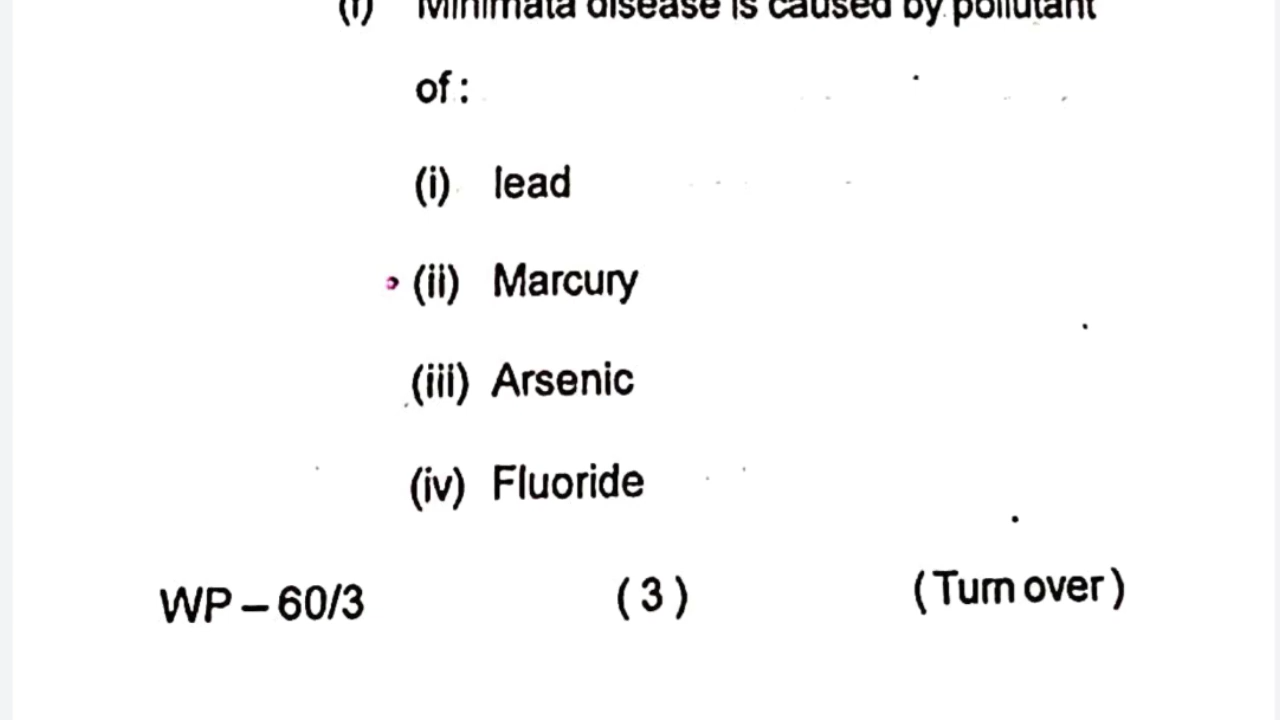 (f) Minimata disease is caused by pollutant
of :
(i) lead
(ii) Marcury
(iii) Arsenic
(iv) Fluoride
WP – 60/3 (3) (Turn over)